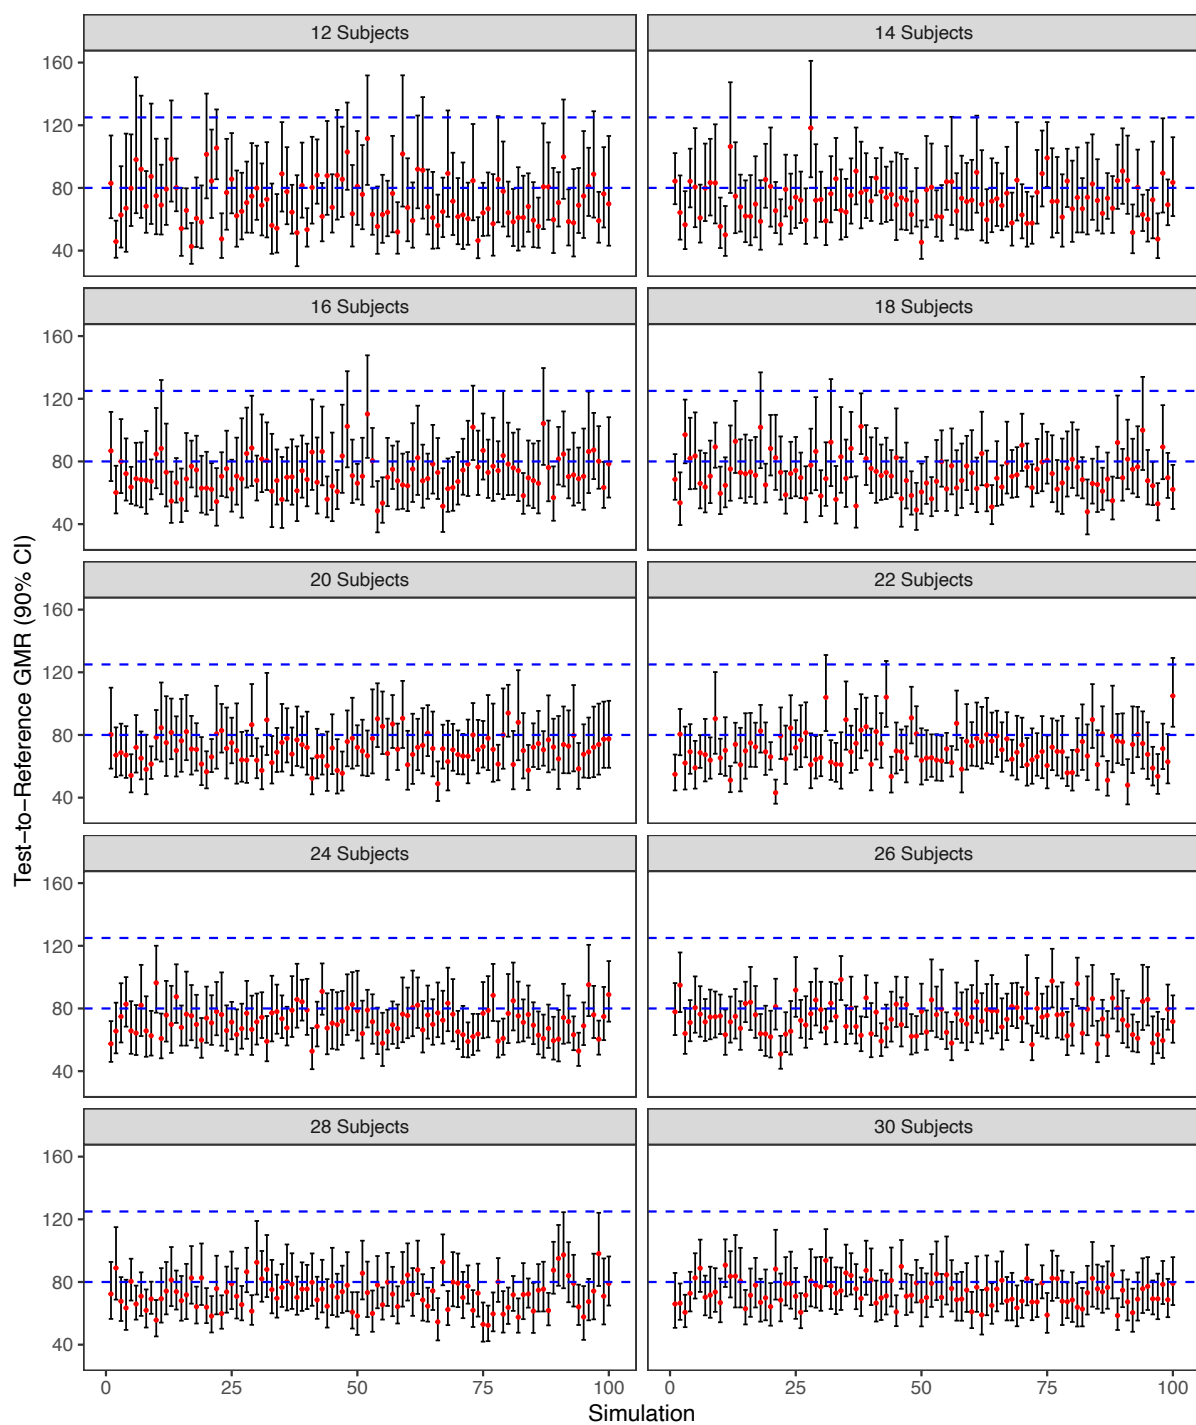 12 Subjects
14 Subjects
160
120
80
40
16 Subjects
18 Subjects
160
120
80
40
20 Subjects
22 Subjects
160
120
80
40
24 Subjects
26 Subjects
160
120
80
40
28 Subjects
30 Subjects
160
120
80
40
0
25
50
75
100
0
25
50
75
100
Simulation
Test−to−Reference GMR (90% CI)